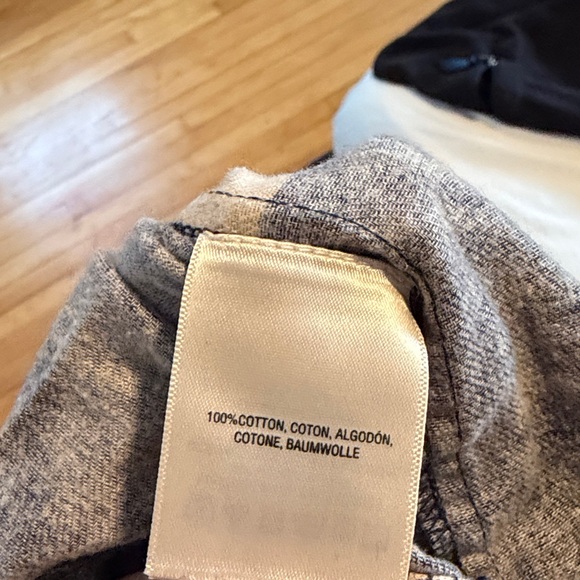 100%COTTON, COTON, ALGODÓN,
COTONE, BAUMWOLLE